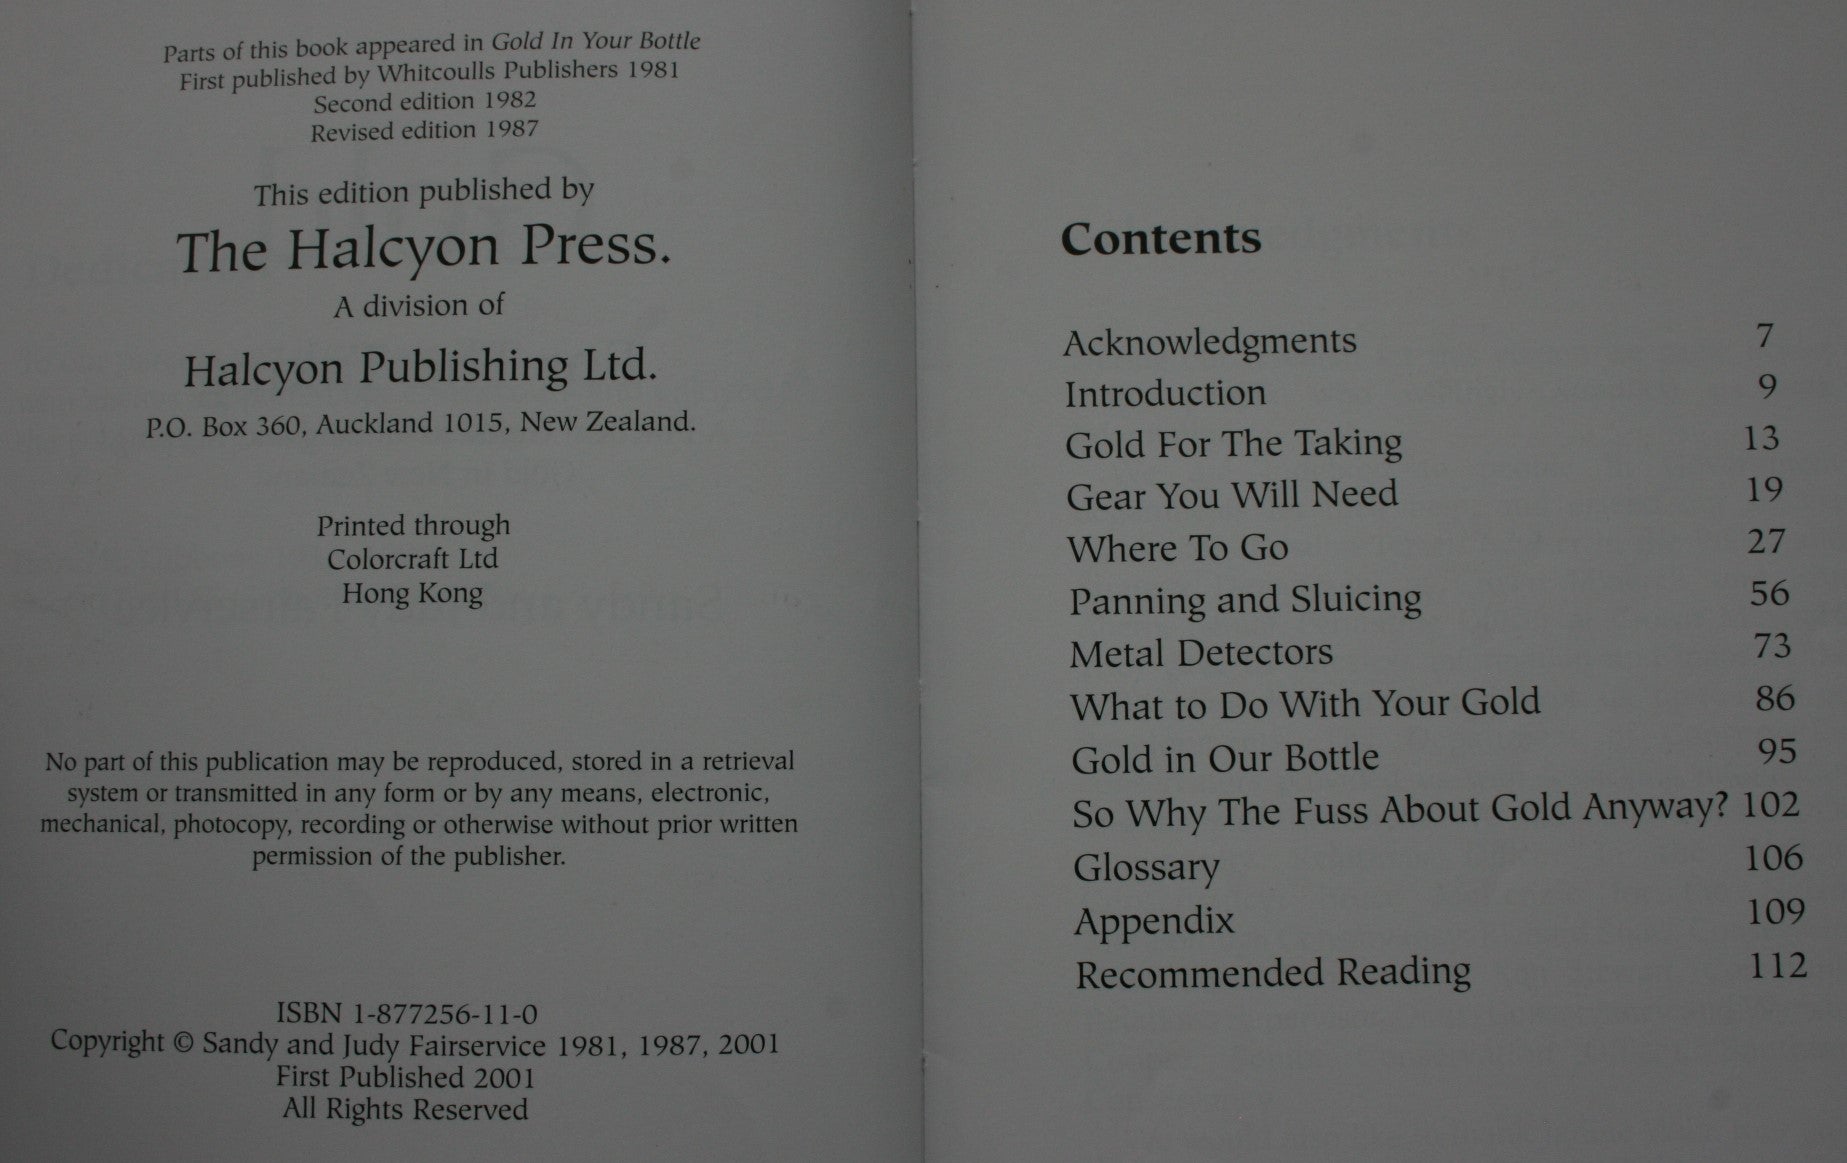 Parts of this book appeared in Gold In Your Bottle
First published by Whitcoulls Publishers 1981
Second edition 1982
Revised edition 1987
This edition published by
The Halcyon Press.
A division of
Halcyon Publishing Ltd.
P.O. Box 360, Auckland 1015, New Zealand.
Printed through
Colorcraft Ltd
Hong Kong
No part of this publication may be reproduced, stored in a retrieval
system or transmitted in any form or by any means, electronic,
mechanical, photocopy, recording or otherwise without prior written
permission of the publisher.
ISBN 1-877256-11-0
Copyright © Sandy and Judy Fairservice 1981, 1987, 2001
First Published 2001
All Rights Reserved
Contents
Acknowledgments 7
Introduction 9
Gold For The Taking 13
Gear You Will Need 19
Where To Go 27
Panning and Sluicing 56
Metal Detectors 73
What to Do With Your Gold 86
Gold in Our Bottle 95
So Why The Fuss About Gold Anyway? 102
Glossary 106
Appendix 109
Recommended Reading 112